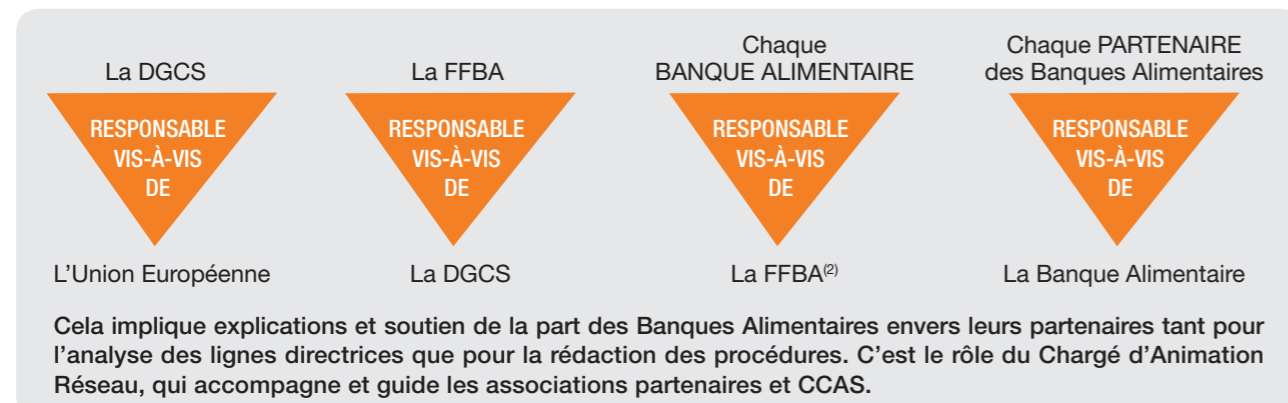 La DGCS
RESPONSABLE
VIS-À-VIS
DE
L’Union Européenne
La FFBA
RESPONSABLE
VIS-À-VIS
DE
La DGCS
Chaque
BANQUE ALIMENTAIRE
RESPONSABLE
VIS-À-VIS
DE
La FFBA(2)
Chaque PARTENAIRE
des Banques Alimentaires
RESPONSABLE
VIS-À-VIS
DE
La Banque Alimentaire
Cela implique explications et soutien de la part des Banques Alimentaires envers leurs partenaires tant pour
l’analyse des lignes directrices que pour la rédaction des procédures. C’est le rôle du Chargé d’Animation
Réseau, qui accompagne et guide les associations partenaires et CCAS.